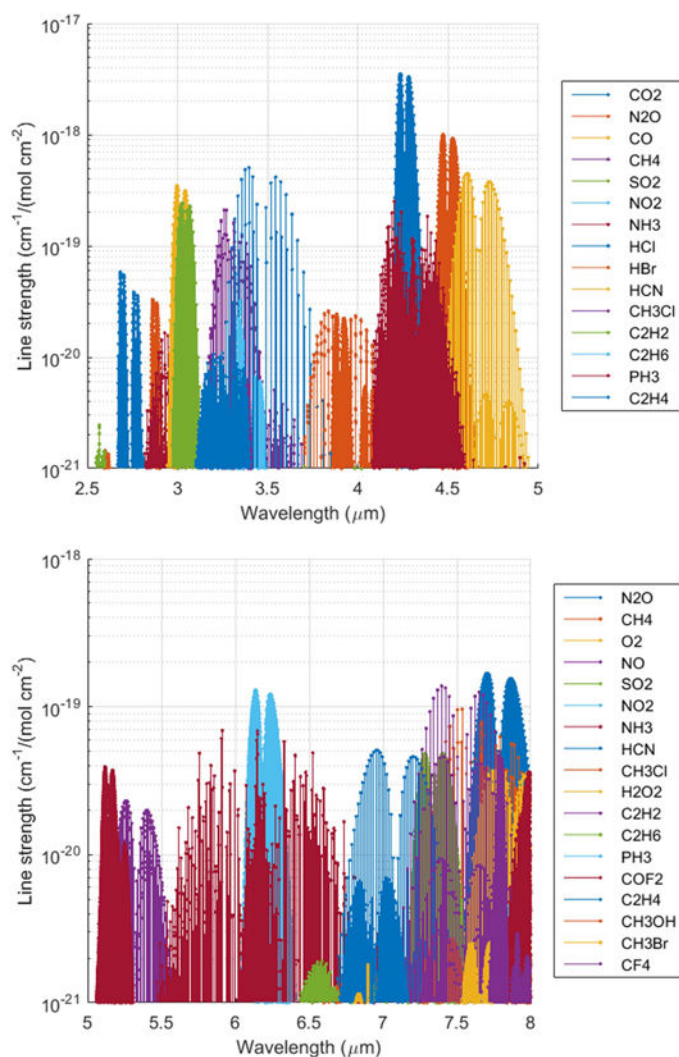 10-17
10-18
10-19
10-20
10-21
Line strength (cm-1/(mol cm-2)
2.5 3 3.5 4 4.5 5
Wavelength (μm)
CO2
N2O
CO
CH4
SO2
NO2
NH3
HCl
HBr
HCN
CH3Cl
C2H2
C2H6
PH3
C2H4
10-18
10-19
10-20
10-21
Line strength (cm-1/(mol cm-2)
5 5.5 6 6.5 7 7.5 8
Wavelength (μm)
N2O
CH4
O2
NO
SO2
NO2
NH3
HCN
CH3Cl
H2O2
C2H2
C2H6
PH3
COF2
C2H4
CH3OH
CH3Br
CF4